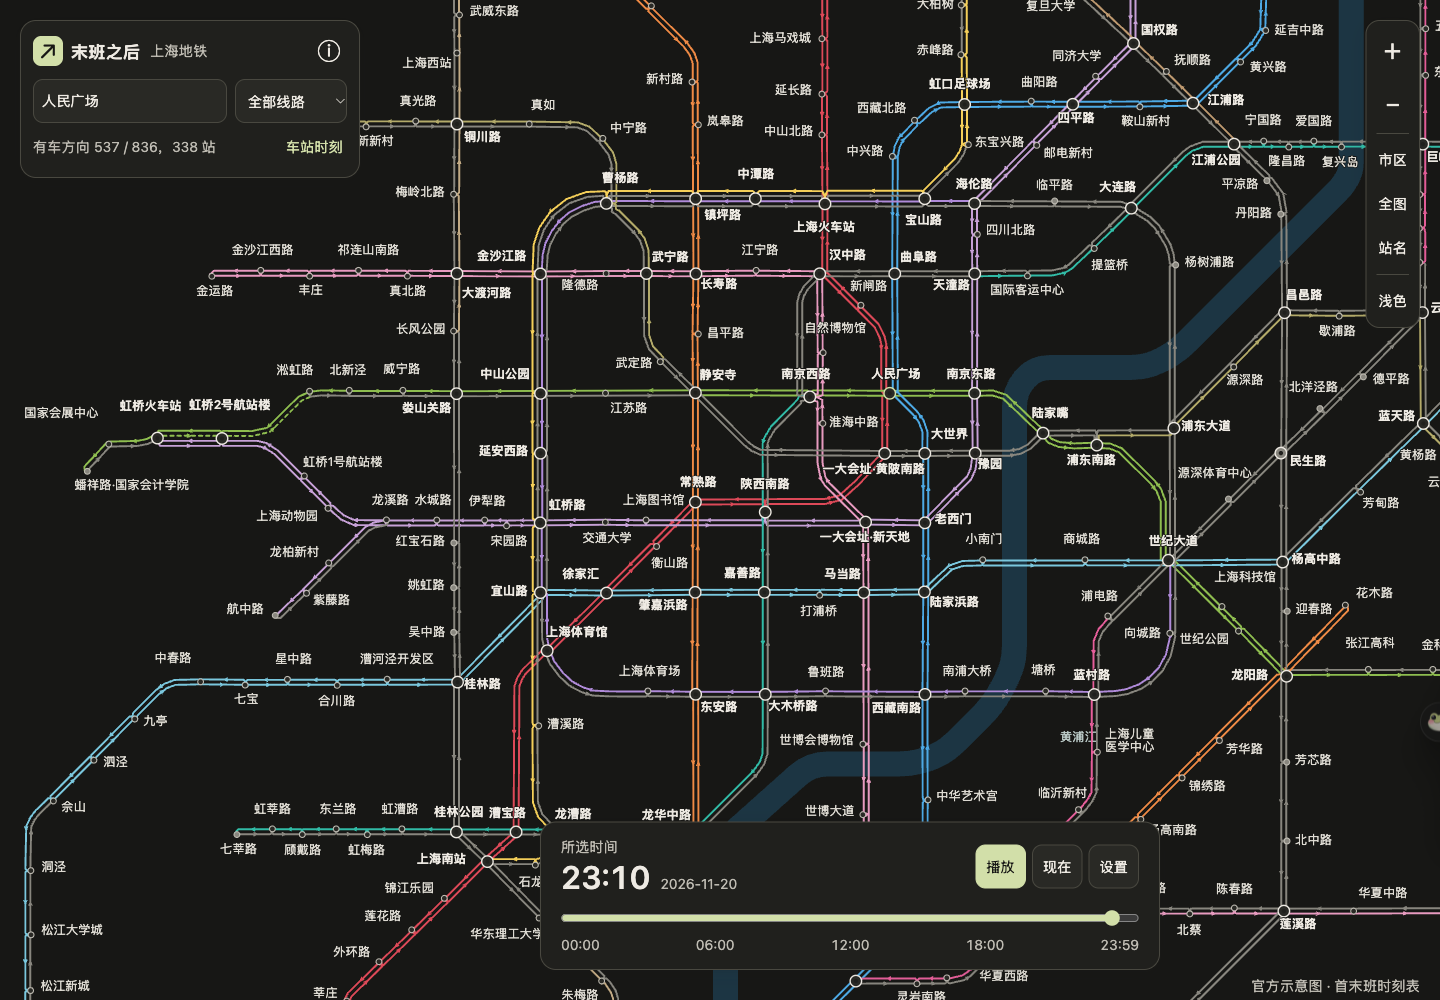 末班之后 上海地铁
人民广场
全部线路
有车方向 537 / 836，338 站
车站时刻
+
−
市区
全图
站名
浅色
武威东路
上海西站
真光路
新新村
铜川路
真如
中宁路
新村路
岚皋路
上海马戏城
延长路
中山北路
大柏树
赤峰路
虹口足球场
西藏北路
中兴路
东宝兴路
复旦大学
国权路
同济大学
曲阳路
四平路
邮电新村
抚顺路
鞍山新村
江浦路
延吉中路
黄兴路
宁国路
爱国路
江浦公园
隆昌路
复兴岛
平凉路
丹阳路
梅岭北路
曹杨路
中潭路
镇坪路
上海火车站
宝山路
海伦路
临平路
大连路
四川北路
提篮桥
杨树浦路
金沙江西路
祁连山南路
金沙江路
金运路
丰庄
真北路
大渡河路
隆德路
武宁路
长寿路
江宁路
汉中路
新闸路
曲阜路
天潼路
国际客运中心
昌邑路
歇浦路
长风公园
昌平路
自然博物馆
武定路
淞虹路
北新泾
威宁路
中山公园
娄山关路
江苏路
静安寺
南京西路
人民广场
南京东路
源深路
北洋泾路
德平路
国家会展中心
虹桥火车站
虹桥2号航站楼
淮海中路
大世界
陆家嘴
浦东南路
浦东大道
蓝天路
黄杨路
虹桥1号航站楼
延安西路
一大会址·黄陂南路
豫园
民生路
源深体育中心
蟠祥路·国家会计学院
上海动物园
龙溪路
水城路
伊犁路
虹桥路
上海图书馆
常熟路
陕西南路
芳甸路
龙柏新村
红宝石路
宋园路
交通大学
一大会址·新天地
老西门
小南门
商城路
世纪大道
杨高中路
衡山路
航中路
紫藤路
姚虹路
宜山路
徐家汇
肇嘉浜路
嘉善路
打浦桥
马当路
陆家浜路
上海科技馆
浦电路
迎春路
花木路
吴中路
上海体育馆
向城路
世纪公园
张江高科
中春路
星中路
漕河泾开发区
七宝
合川路
桂林路
上海体育场
鲁班路
南浦大桥
塘桥
蓝村路
龙阳路
九亭
漕溪路
东安路
大木桥路
西藏南路
世博会博物馆
黄浦江
上海儿童
医学中心
芳华路
芳芯路
泗泾
锦绣路
佘山
虹莘路
东兰路
虹漕路
桂林公园
漕宝路
龙漕路
龙华中路
世博大道
中华艺术宫
临沂新村
高南路
北中路
七莘路
顾戴路
虹梅路
上海南站
洞泾
锦江乐园
石龙
莲花路
华东理工大学
外环路
松江大学城
松江新城
莘庄
朱梅路
陈春路
华夏中路
北蔡
莲溪路
灵岩南路
华夏西路
所选时间
23:10 2026-11-20
播放
现在
设置
00:00
06:00
12:00
18:00
23:59
官方示意图 · 首末班时刻表